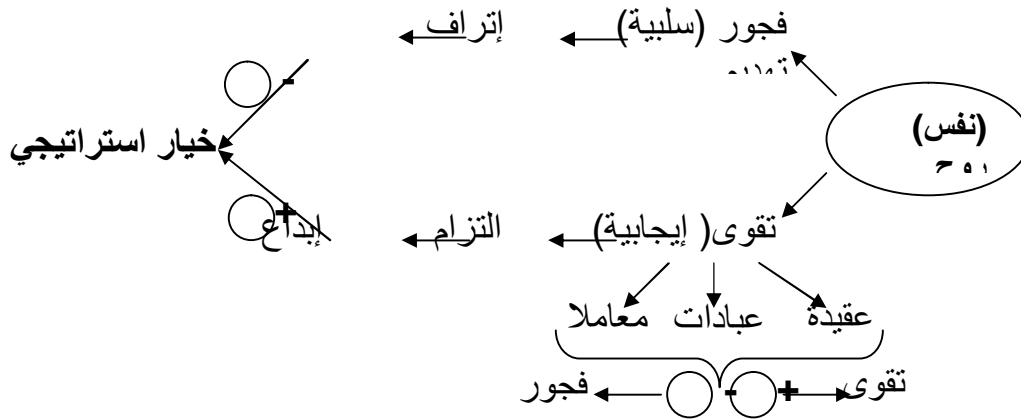 فجور (سلبية)
إتراف
-
(نفس)
خيار استراتيجي
+
تقوى( إيجابية)
التزام
إبداع
عقيدة
عبادات
معاملا
تقوى
+
-
فجور